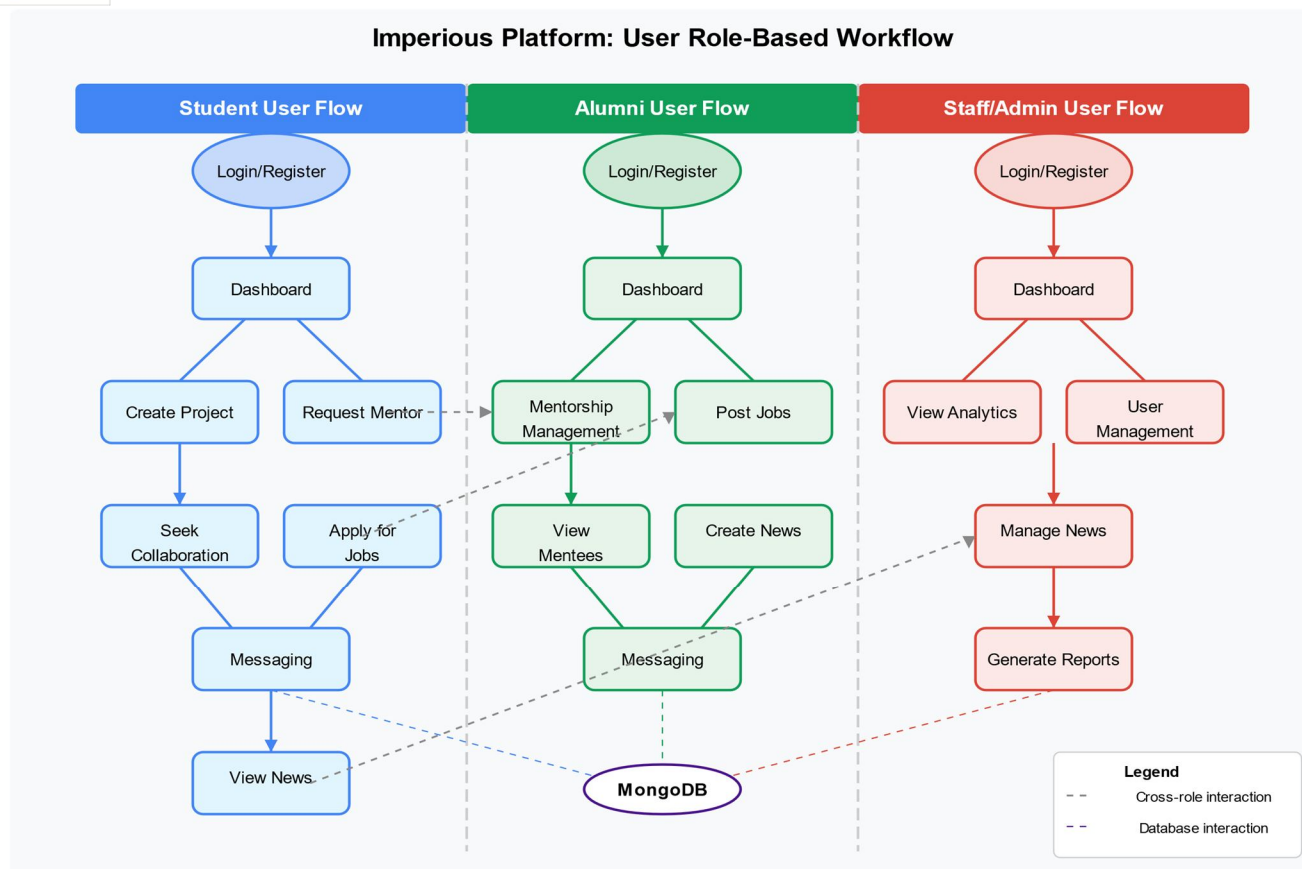 Imperious Platform: User Role-Based Workflow
Student User Flow
Alumni User Flow
Staff/Admin User Flow
Login/Register
Login/Register
Login/Register
Dashboard
Dashboard
Dashboard
Create Project
Request Mentor
Mentorship
Management
Post Jobs
View Analytics
User
Management
Seek
Collaboration
Apply for
Jobs
View
Mentees
Create News
Manage News
Messaging
Messaging
Generate Reports
View News
MongoDB
Legend
Cross-role interaction
Database interaction